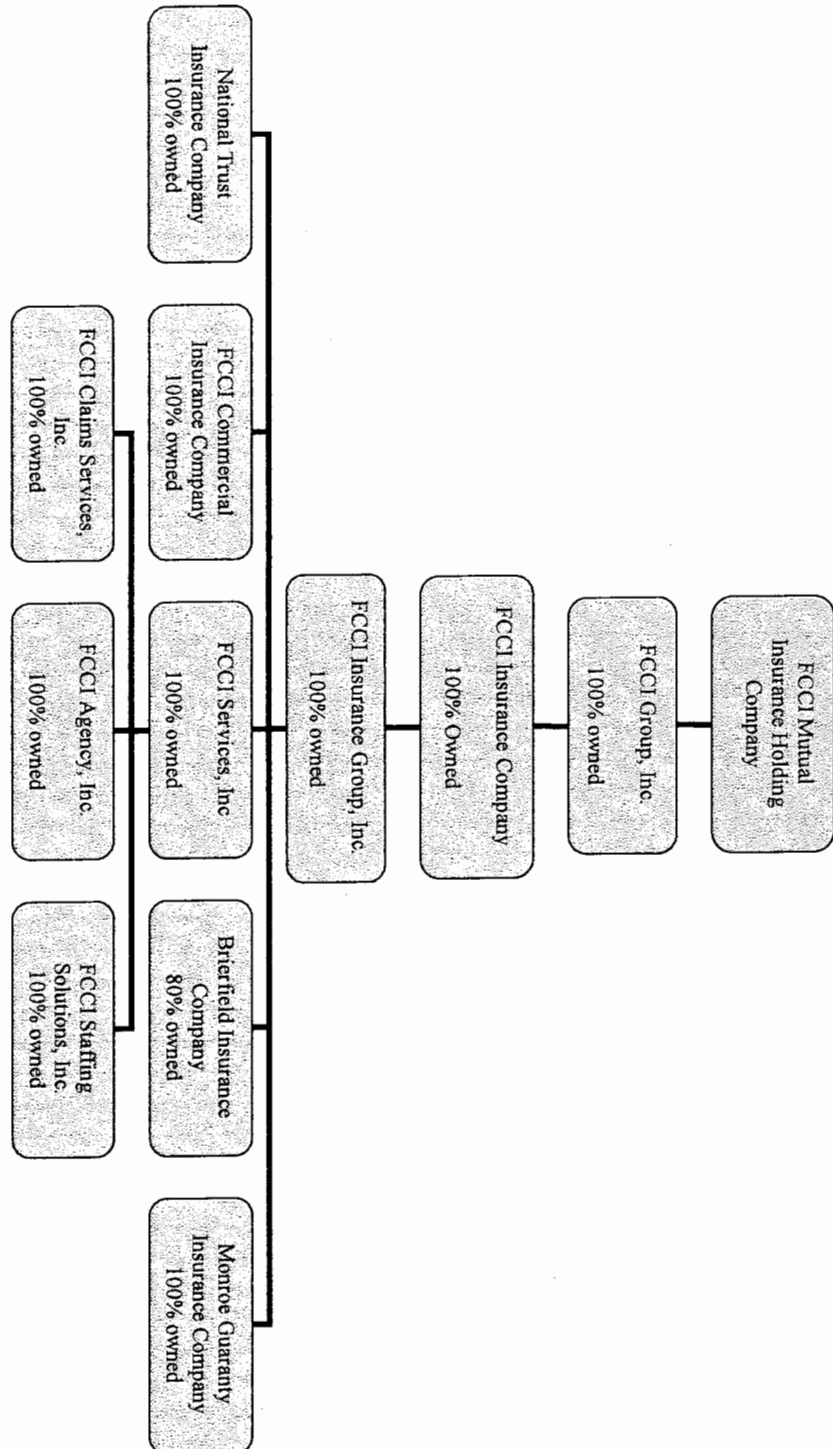 FCCI Mutual
Insurance Holding
Company
FCCI Group, Inc.
100% owned
FCCI Insurance Company
100% Owned
FCCI Insurance Group, Inc.
100% owned
National Trust
Insurance Company
100% owned
FCCI Commercial
Insurance Company
100% owned
FCCI Services, Inc
100% owned
Brierfield Insurance
Company
80% owned
Monroe Guaranty
Insurance Company
100% owned
FCCI Claims Services,
Inc.
100% owned
FCCI Agency, Inc.
100% owned
FCCI Staffing
Solutions, Inc.
100% owned